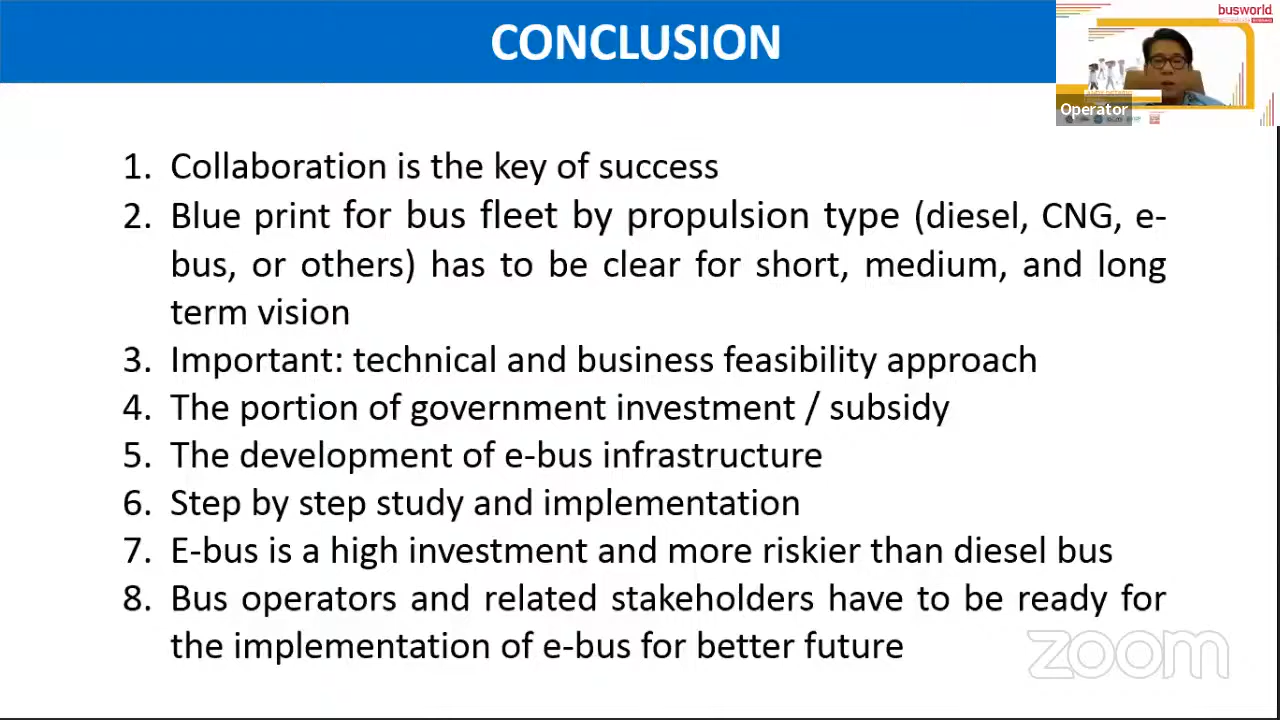 CONCLUSION
busworld
Operator
1. Collaboration is the key of success
2. Blue print for bus fleet by propulsion type (diesel, CNG, e-
bus, or others) has to be clear for short, medium, and long
term vision
3. Important: technical and business feasibility approach
4. The portion of government investment / subsidy
5. The development of e-bus infrastructure
6. Step by step study and implementation
7. E-bus is a high investment and more riskier than diesel bus
8. Bus operators and related stakeholders have to be ready for
the implementation of e-bus for better future
zoom